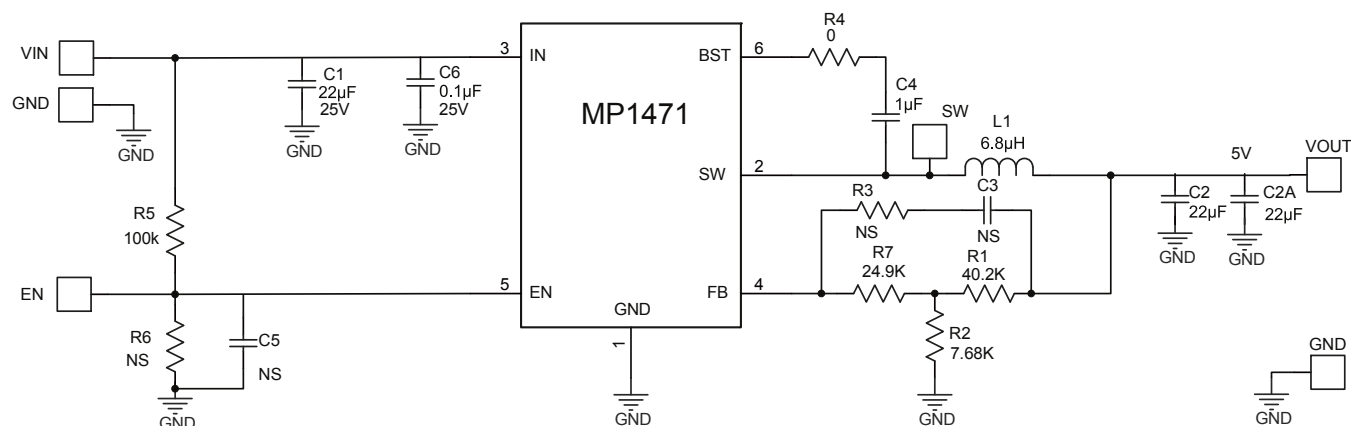 VIN
GND
GND
C1
22µF
25V
GND
C6
0.1µF
25V
GND
3
IN
MP1471
BST
6
R4
0
C4
1µF
SW
L1
6.8µH
SW
2
5V
VOUT
C2
22µF
GND
C2A
22µF
GND
R5
100k
R3
NS
C3
NS
R7
24.9K
R1
40.2K
EN
5
EN
FB
4
R6
NS
C5
NS
GND
GND
1
GND
R2
7.68K
GND
GND
GND